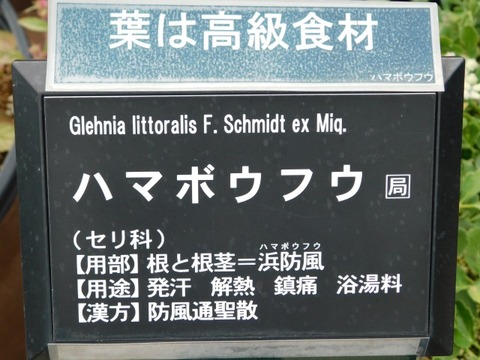 葉は高級食材
ハマボウフウ
Glehnia littoralis F. Schmidt ex Miq.
ハマボウフウ 局
(セリ科)
ハマボウフウ
【用部】根と根茎=浜防風
【用途】発汗 解熱 鎮痛 浴湯料
【漢方】防風通聖散